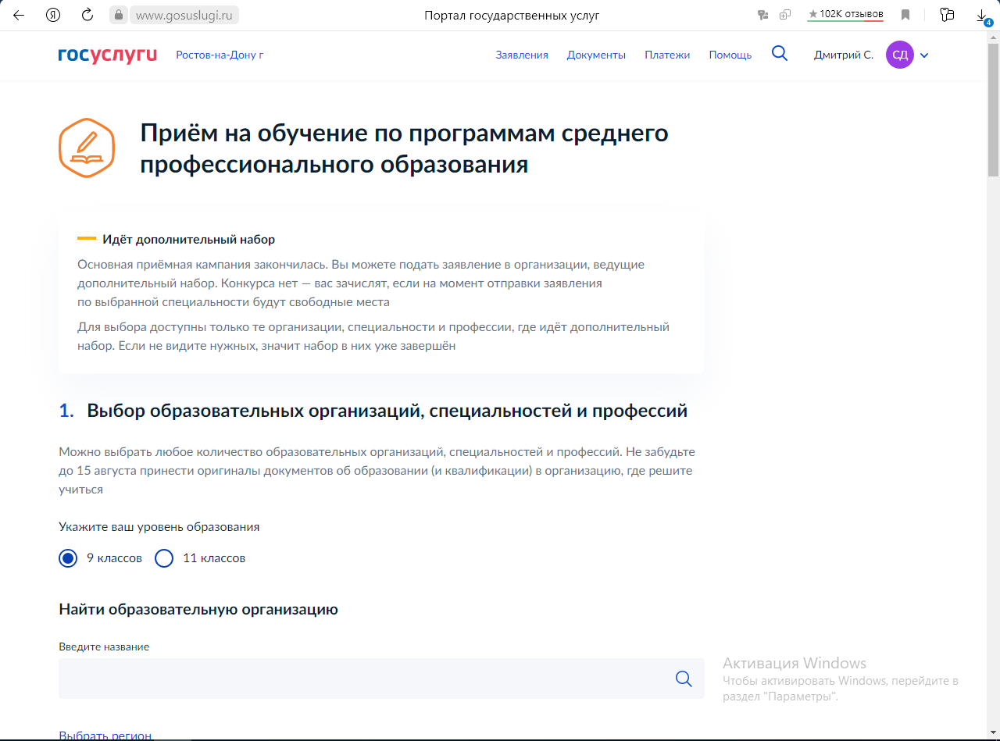 www.gosuslugi.ru
Портал государственных услуг
★ 102K отзывов
4
госуслуги
Ростов-на-Дону г
Заявления
Документы
Платежи
Помощь
Дмитрий С.
СД
Приём на обучение по программам среднего
профессионального образования
Идёт дополнительный набор
Основная приёмная кампания закончилась. Вы можете подать заявление в организации, ведущие
дополнительный набор. Конкурса нет — вас зачислят, если на момент отправки заявления
по выбранной специальности будут свободные места
Для выбора доступны только те организации, специальности и профессии, где идёт дополнительный
набор. Если не видите нужных, значит набор в них уже завершён
1. Выбор образовательных организаций, специальностей и профессий
Можно выбрать любое количество образовательных организаций, специальностей и профессий. Не забудьте
до 15 августа принести оригиналы документов об образовании (и квалификации) в организацию, где решите
учиться
Укажите ваш уровень образования
9 классов
11 классов
Найти образовательную организацию
Введите название
Активация Windows
Чтобы активировать Windows, перейдите в
раздел "Параметры".
Выбрать регион